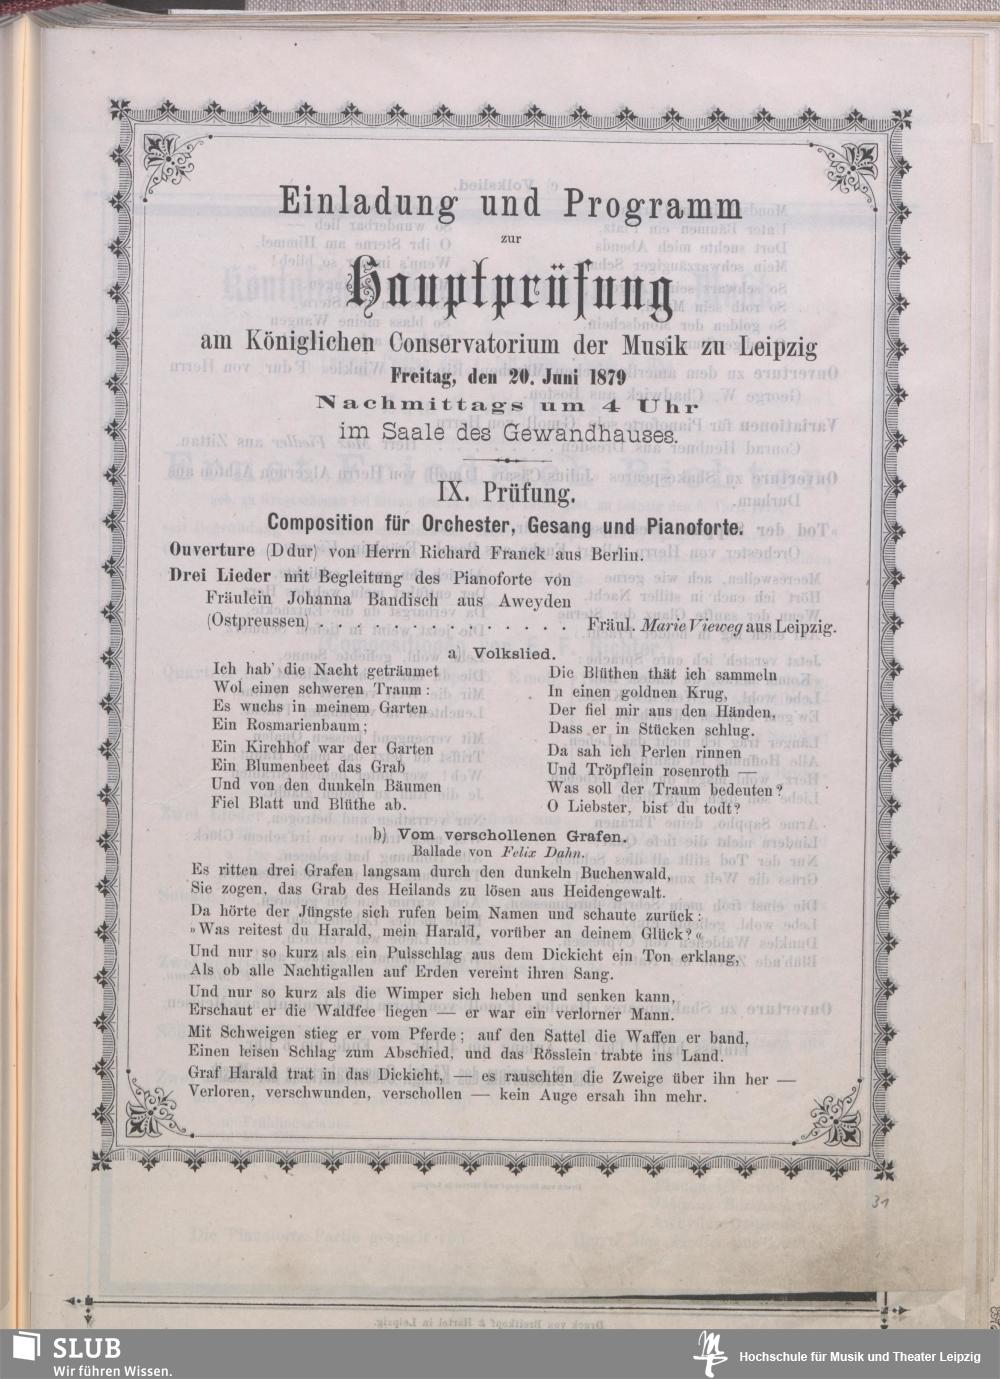 Einladung und Programm
zur
Hauptprüfung
am Königlichen Conservatorium der Musik zu Leipzig
Freitag, den 20. Juni 1879
Nachmittags um 4 Uhr
im Saale des Gewandhauses.
IX. Prüfung.
Composition für Orchester, Gesang und Pianoforte.
Ouverture (D dur) von Herrn Richard Franck aus Berlin.
Drei Lieder mit Begleitung des Pianoforte von
Fräulein Johanna Bandisch aus Aweyden
(Ostpreussen) . . . . . . . . . . . . . . Fräul. Marie Vieweg aus Leipzig.
a) Volkslied.
Ich hab' die Nacht geträumet
Wol einen schweren Traum:
Es wuchs in meinem Garten
Ein Rosmarienbaum;
Ein Kirchhof war der Garten
Ein Blumenbeet das Grab
Und von den dunkeln Bäumen
Fiel Blatt und Blüthe ab.
Die Blüthen thät ich sammeln
In einen goldnen Krug,
Der fiel mir aus den Händen,
Dass er in Stücken schlug.
Da sah ich Perlen rinnen
Und Tröpflein rosenroth —
Was soll der Traum bedeuten?
O Liebster, bist du todt?
b) Vom verschollenen Grafen.
Ballade von Felix Dahn.
Es ritten drei Grafen langsam durch den dunkeln Buchenwald,
Sie zogen, das Grab des Heilands zu lösen aus Heidengewalt.
Da hörte der Jüngste sich rufen beim Namen und schaute zurück:
»Was reitest du Harald, mein Harald, vorüber an deinem Glück?«
Und nur so kurz als ein Pulsschlag aus dem Dickicht ein Ton erklang,
Als ob alle Nachtigallen auf Erden vereint ihren Sang.
Und nur so kurz als die Wimper sich heben und senken kann,
Erschaut er die Waldfee liegen — er war ein verlorner Mann.
Mit Schweigen stieg er vom Pferde; auf den Sattel die Waffen er band,
Einen leisen Schlag zum Abschied, und das Rösslein trabte ins Land.
Graf Harald trat in das Dickicht, — es rauschten die Zweige über ihn her —
Verloren, verschwunden, verschollen — kein Auge ersah ihn mehr.
31
SLUB
Wir führen Wissen.
Hochschule für Musik und Theater Leipzig